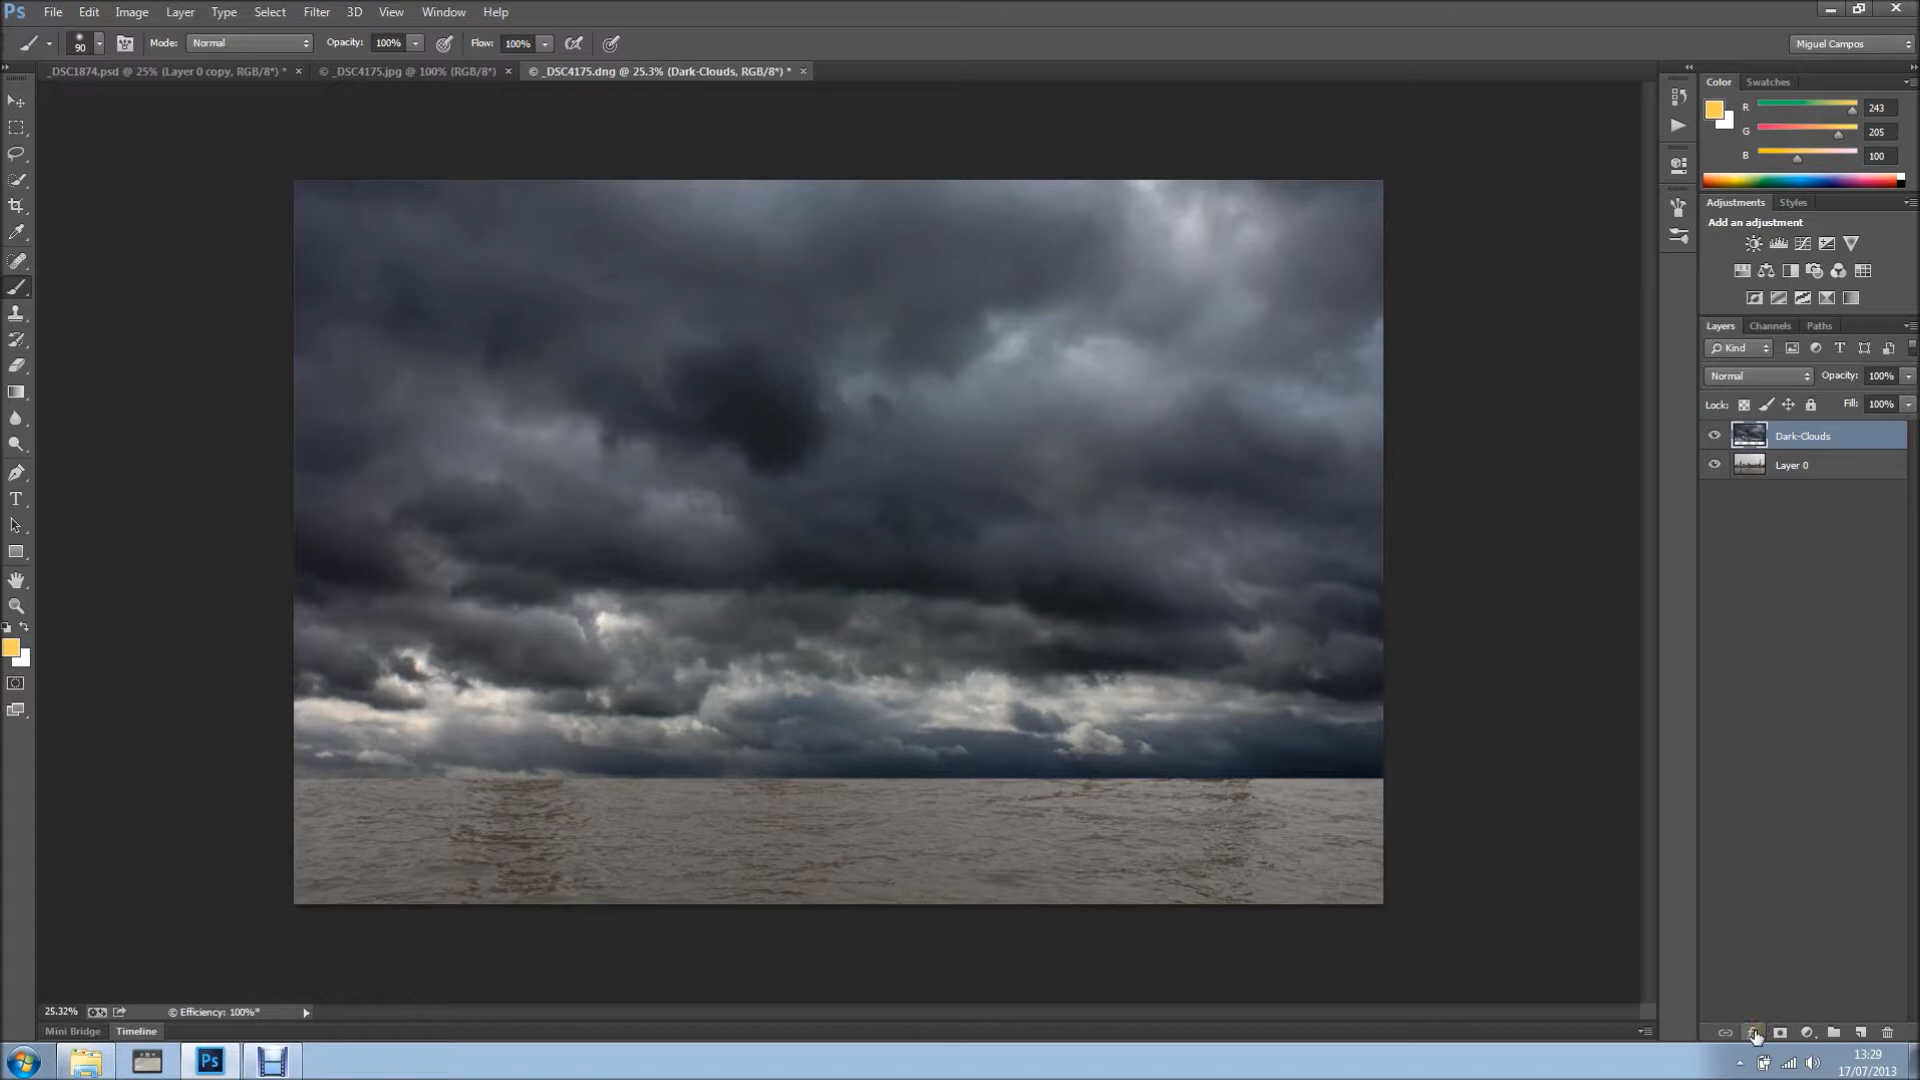 Ps File Edit Image Layer Type Select Filter 3D View Window Help
90 Mode: Normal Opacity: 100% Flow: 100% Miguel Campos
_DSC1874.psd @ 25% (Layer 0 copy, RGB/8*) * × © _DSC4175.jpg @ 100% (RGB/8*) × © _DSC4175.dng @ 25.3% (Dark-Clouds, RGB/8*) * ×
Color Swatches
R 243
G 205
B 100
Adjustments Styles
Add an adjustment
Layers Channels Paths
Kind T
Normal Opacity: 100%
Lock: Fill: 100%
Dark-Clouds
Layer 0
T
25.32% © Efficiency: 100%*
Mini Bridge Timeline
Ps
13:29
17/07/2013